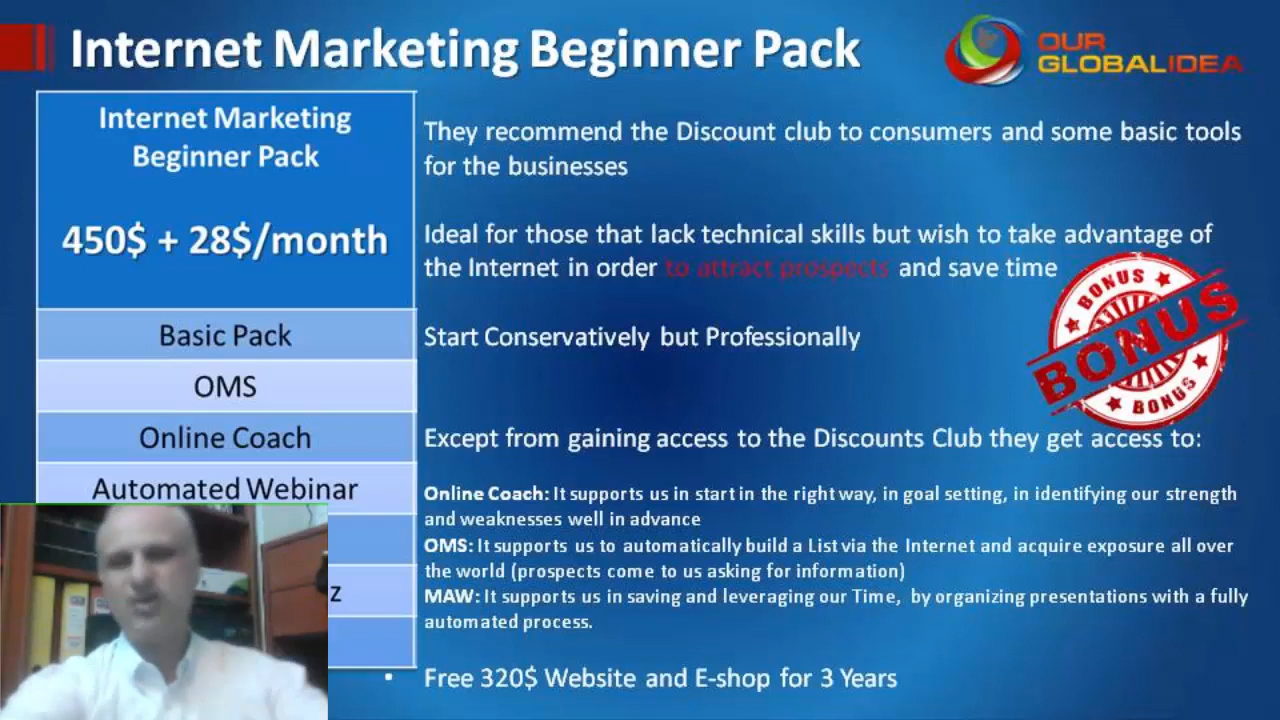 Internet Marketing Beginner Pack
OUR
GLOBALIDEA
Internet Marketing
Beginner Pack
450$ + 28$/month
Basic Pack
OMS
Online Coach
Automated Webinar
z
They recommend the Discount club to consumers and some basic tools
for the businesses
Ideal for those that lack technical skills but wish to take advantage of
the Internet in order to attract prospects and save time
BONUS
BONUS
BONUS
Start Conservatively but Professionally
Except from gaining access to the Discounts Club they get access to:
Online Coach: It supports us in start in the right way, in goal setting, in identifying our strength
and weaknesses well in advance
OMS: It supports us to automatically build a List via the Internet and acquire exposure all over
the world (prospects come to us asking for information)
MAW: It supports us in saving and leveraging our Time, by organizing presentations with a fully
automated process.
• Free 320$ Website and E-shop for 3 Years